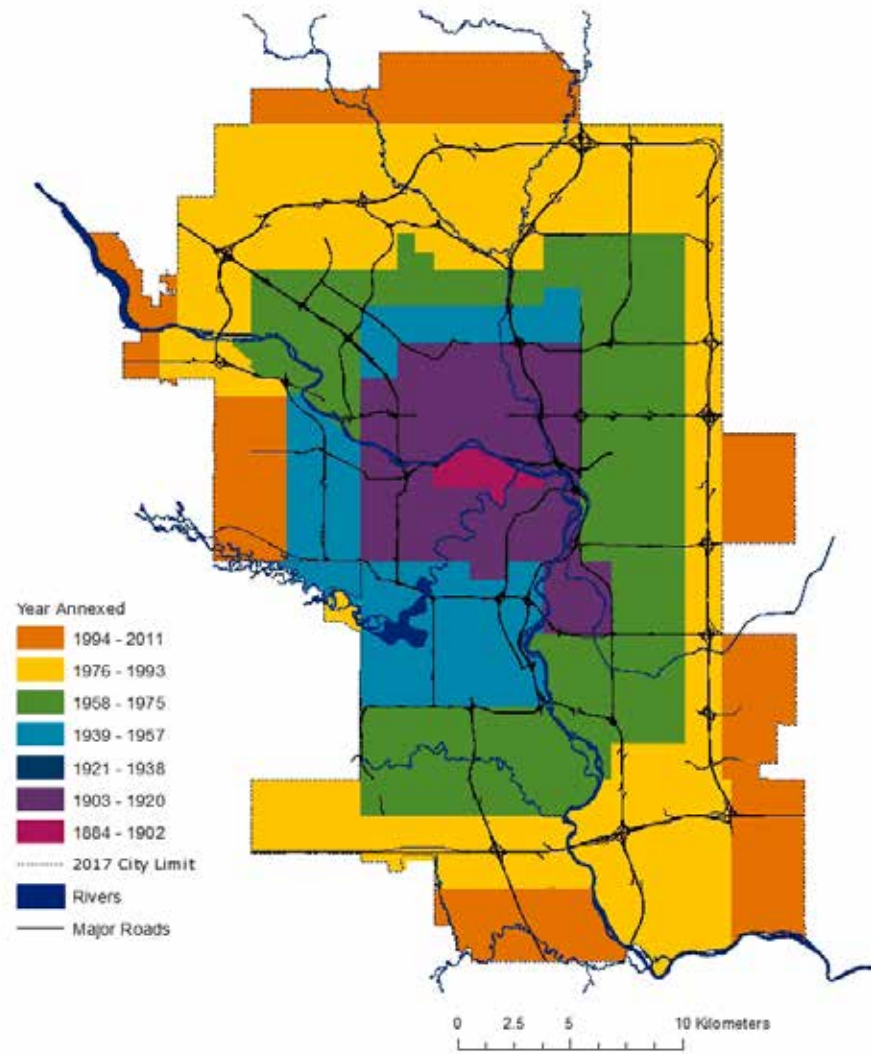 Year Annexed
1994 - 2011
1976 - 1993
1958 - 1975
1939 - 1957
1921 - 1938
1903 - 1920
1884 - 1902
2017 City Limit
Rivers
Major Roads
0 2.5 5 10 Kilometers